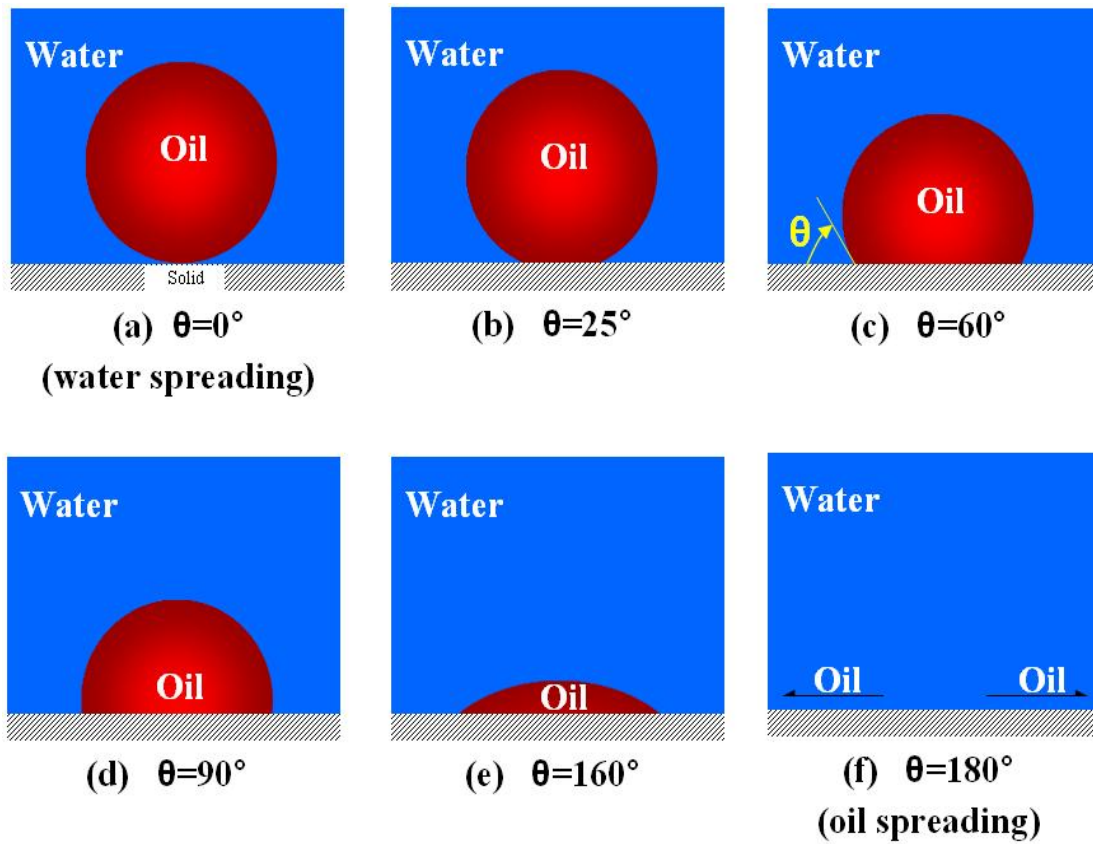 Water
Oil
Solid
(a) θ=0°
(water spreading)
Water
Oil
(b) θ=25°
Water
Oil
θ
(c) θ=60°
Water
Oil
(d) θ=90°
Water
Oil
(e) θ=160°
Water
Oil Oil
(f) θ=180°
(oil spreading)